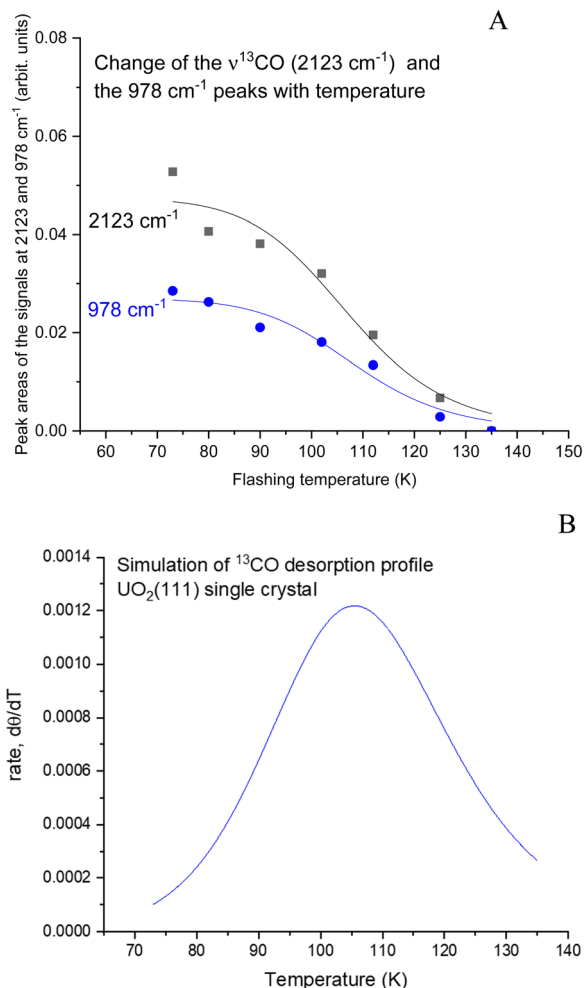 A
Change of the ν¹³CO (2123 cm⁻¹) and
the 978 cm⁻¹ peaks with temperature
Peak areas of the signals at 2123 and 978 cm⁻¹ (arbit. units)
0.08
0.06
0.04
0.02
0.00
2123 cm⁻¹
978 cm⁻¹
60 70 80 90 100 110 120 130 140 150
Flashing temperature (K)
B
Simulation of ¹³CO desorption profile
UO₂(111) single crystal
rate, dθ/dT
0.0014
0.0012
0.0010
0.0008
0.0006
0.0004
0.0002
0.0000
70 80 90 100 110 120 130 140
Temperature (K)